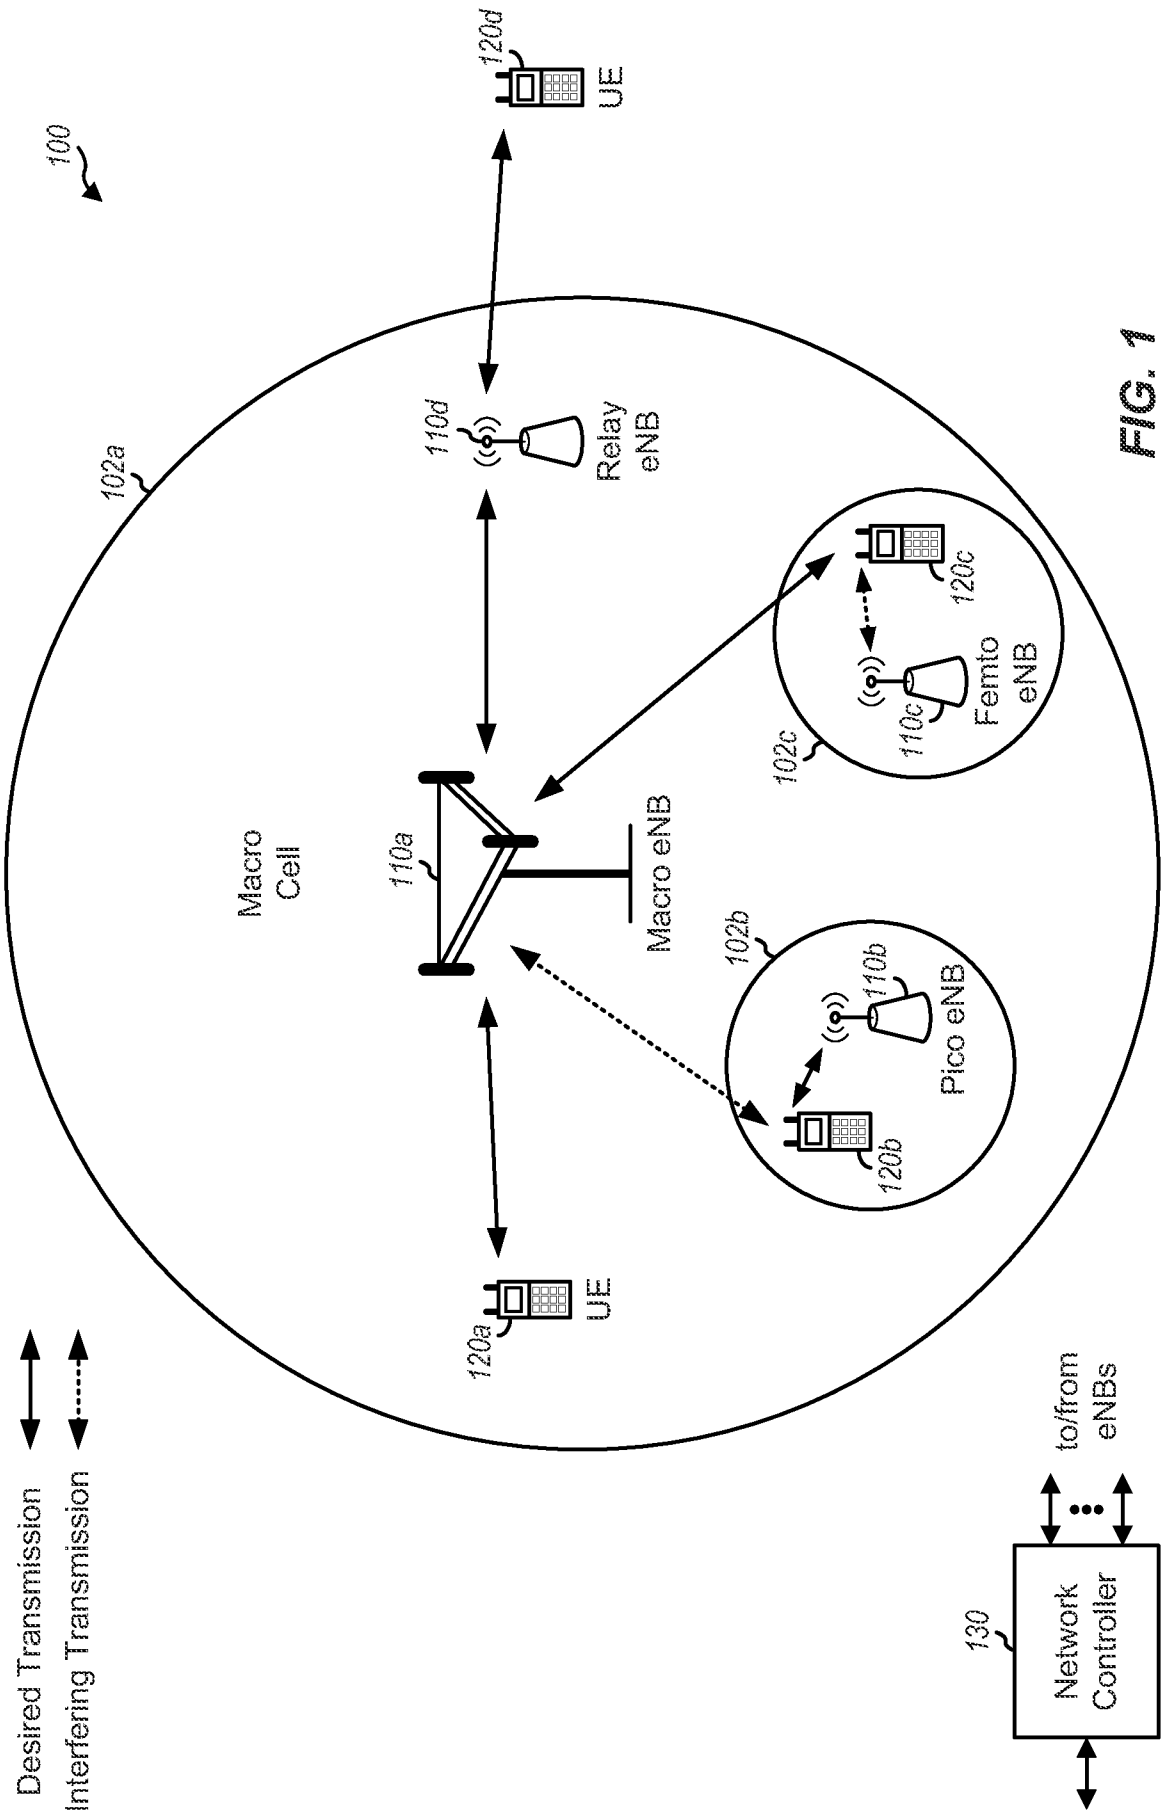 Desired Transmission
Interfering Transmission
100
102a
Macro
Cell
110a
Macro eNB
120a
UE
110d
Relay
eNB
120d
UE
102b
120b
110b
Pico eNB
102c
110c
Femto
eNB
120c
130
Network
Controller
to/from
eNBs
FIG. 1